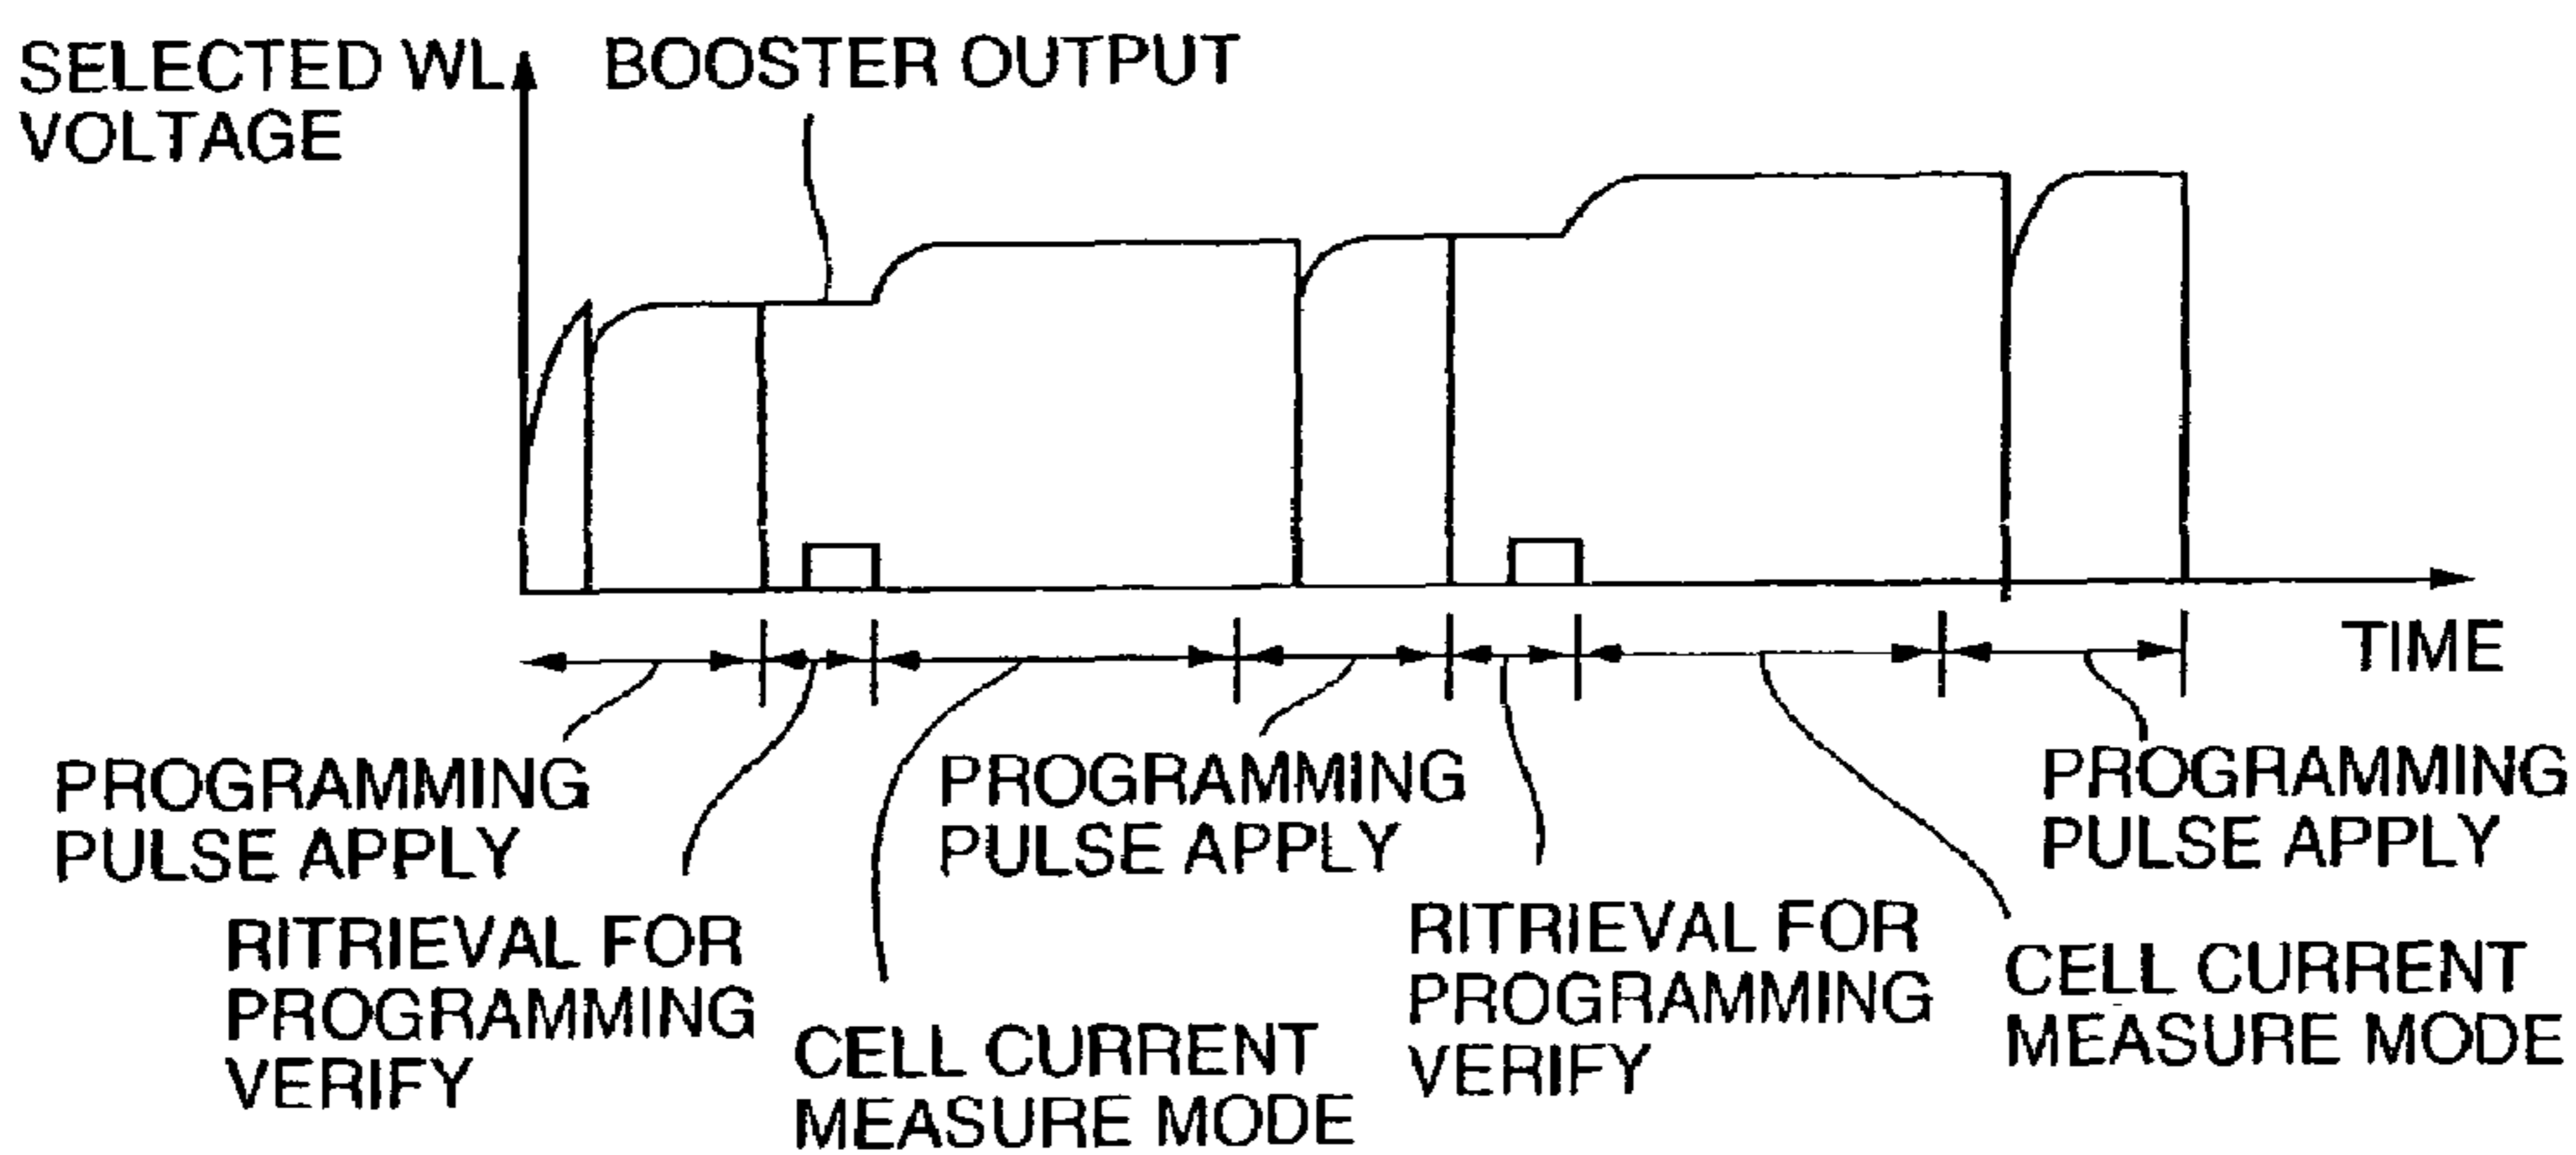 SELECTED WL
VOLTAGE
BOOSTER OUTPUT
TIME
PROGRAMMING
PULSE APPLY
RITRIEVAL FOR
PROGRAMMING
VERIFY
CELL CURRENT
MEASURE MODE
PROGRAMMING
PULSE APPLY
RITRIEVAL FOR
PROGRAMMING
VERIFY
CELL CURRENT
MEASURE MODE
PROGRAMMING
PULSE APPLY